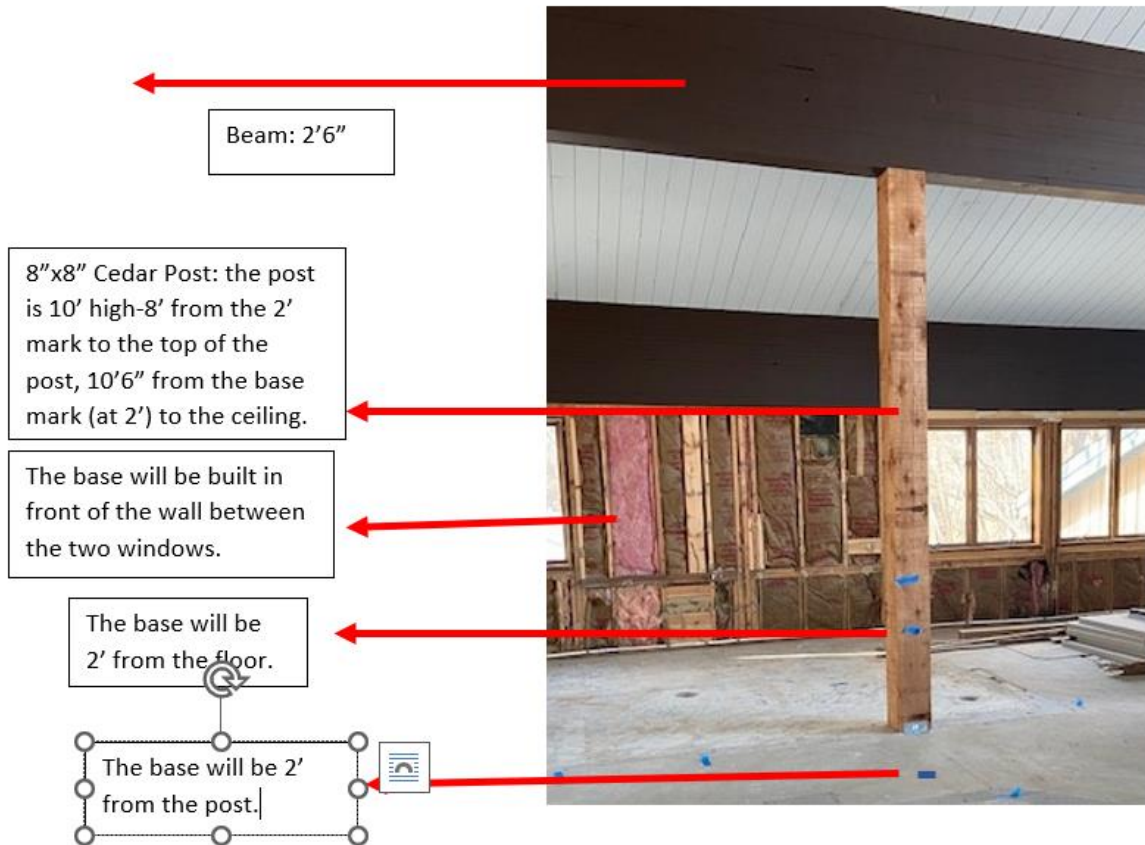 Beam: 2’6”
8”x8” Cedar Post: the post
is 10’ high-8’ from the 2’
mark to the top of the
post, 10’6” from the base
mark (at 2’) to the ceiling.
The base will be built in
front of the wall between
the two windows.
The base will be
2’ from the floor.
The base will be 2’
from the post.